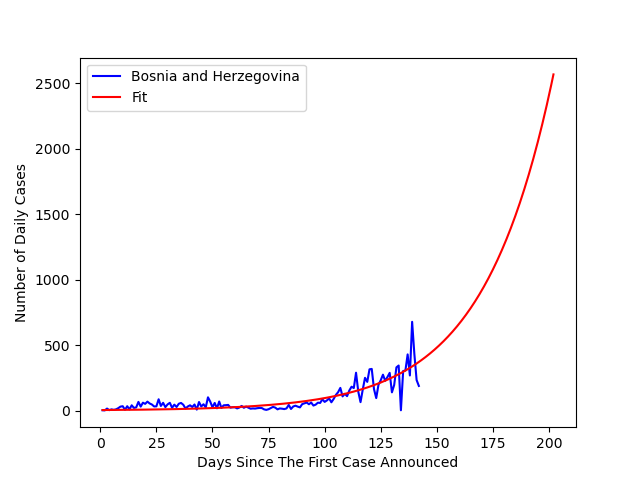 Bosnia and Herzegovina
Fit
2500
2000
1500
1000
500
0
Number of Daily Cases
0 25 50 75 100 125 150 175 200
Days Since The First Case Announced